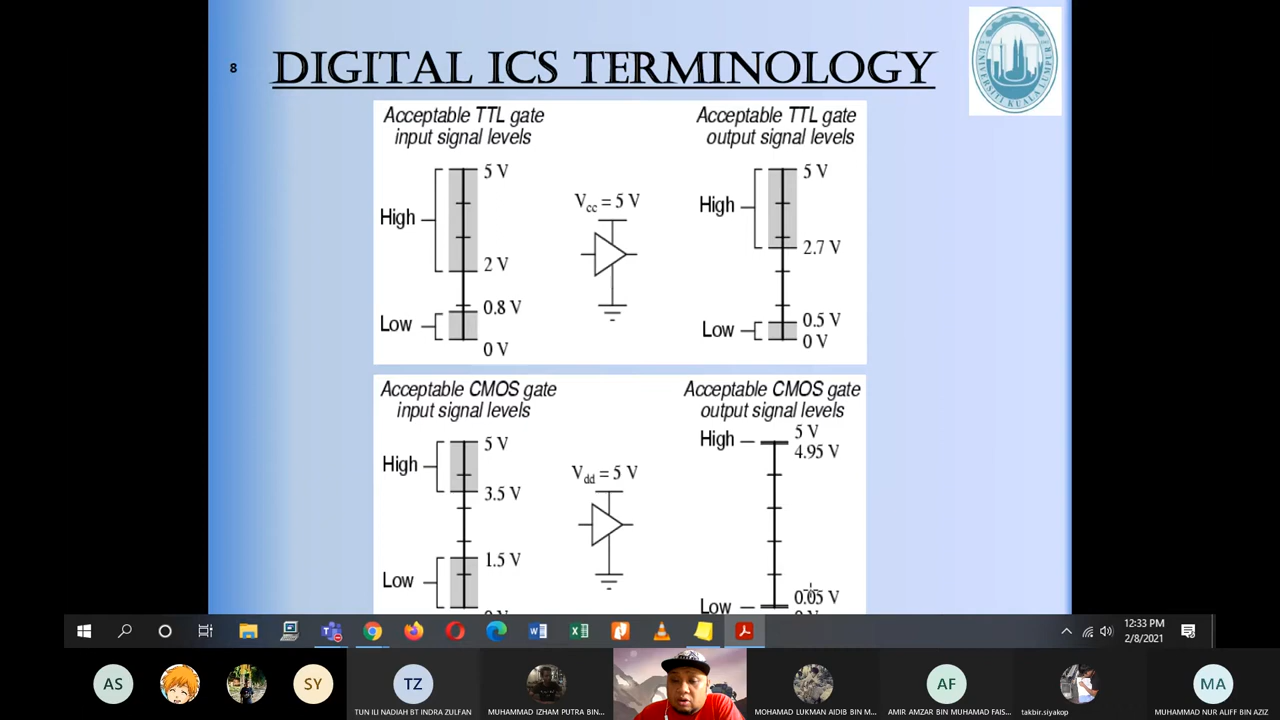 8
DIGITAL ICS TERMINOLOGY
UNIVERSITI KUALA LUMPUR
Acceptable TTL gate
input signal levels
5 V
High
2 V
0.8 V
Low
0 V
Vcc = 5 V
Acceptable TTL gate
output signal levels
5 V
High
2.7 V
0.5 V
Low
0 V
Acceptable CMOS gate
input signal levels
5 V
High
3.5 V
1.5 V
Low
Vdd = 5 V
Acceptable CMOS gate
output signal levels
5 V
High
4.95 V
0.05 V
Low
12:33 PM
2/8/2021
AS
SY
TZ
AF
MA
TUN ILI NADIAH BT INDRA ZULFAN
MUHAMMAD IZHAM PUTRA BIN...
MOHAMAD LUKMAN AIDIB BIN M...
AMIR AMZAR BIN MUHAMAD FAIS...
takbir.siyakop
MUHAMMAD NUR ALIFF BIN AZIZ